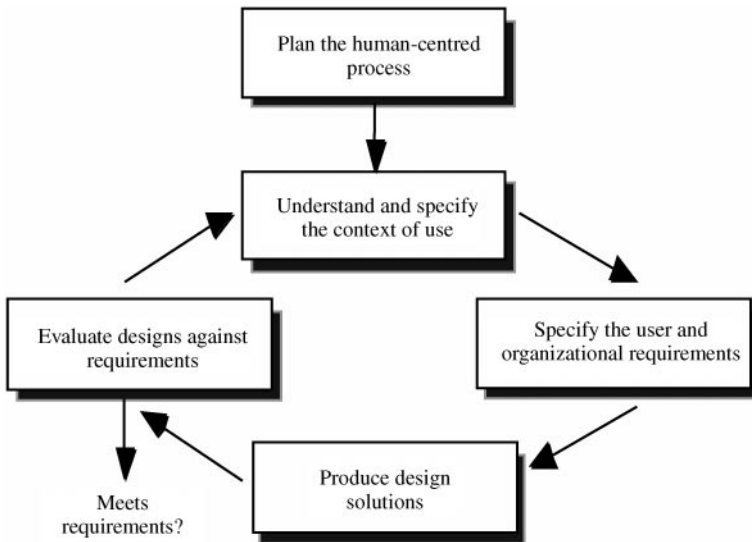 Plan the human-centred
process
Understand and specify
the context of use
Specify the user and
organizational requirements
Produce design
solutions
Evaluate designs against
requirements
Meets
requirements?